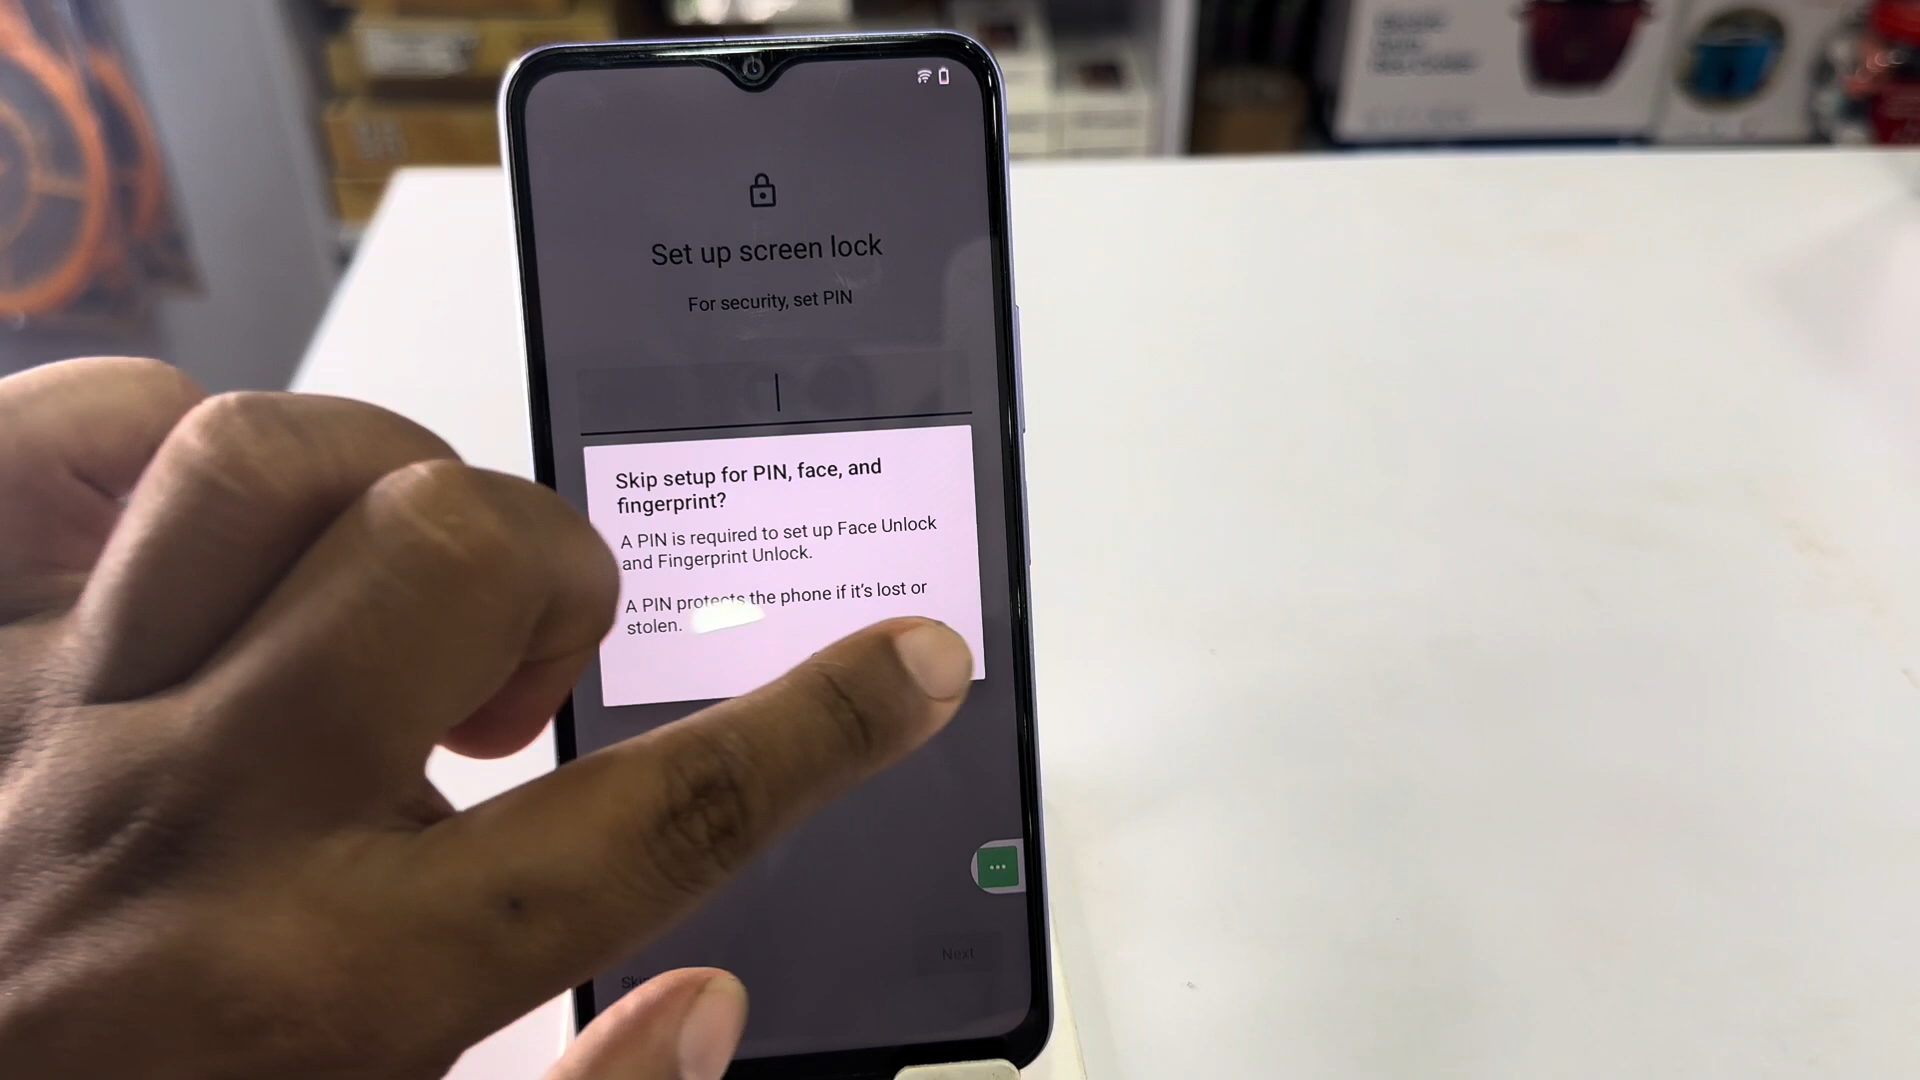 Set up screen lock
For security, set PIN
Skip setup for PIN, face, and
fingerprint?
A PIN is required to set up Face Unlock
and Fingerprint Unlock.
A PIN protects the phone if it's lost or
stolen.
Next